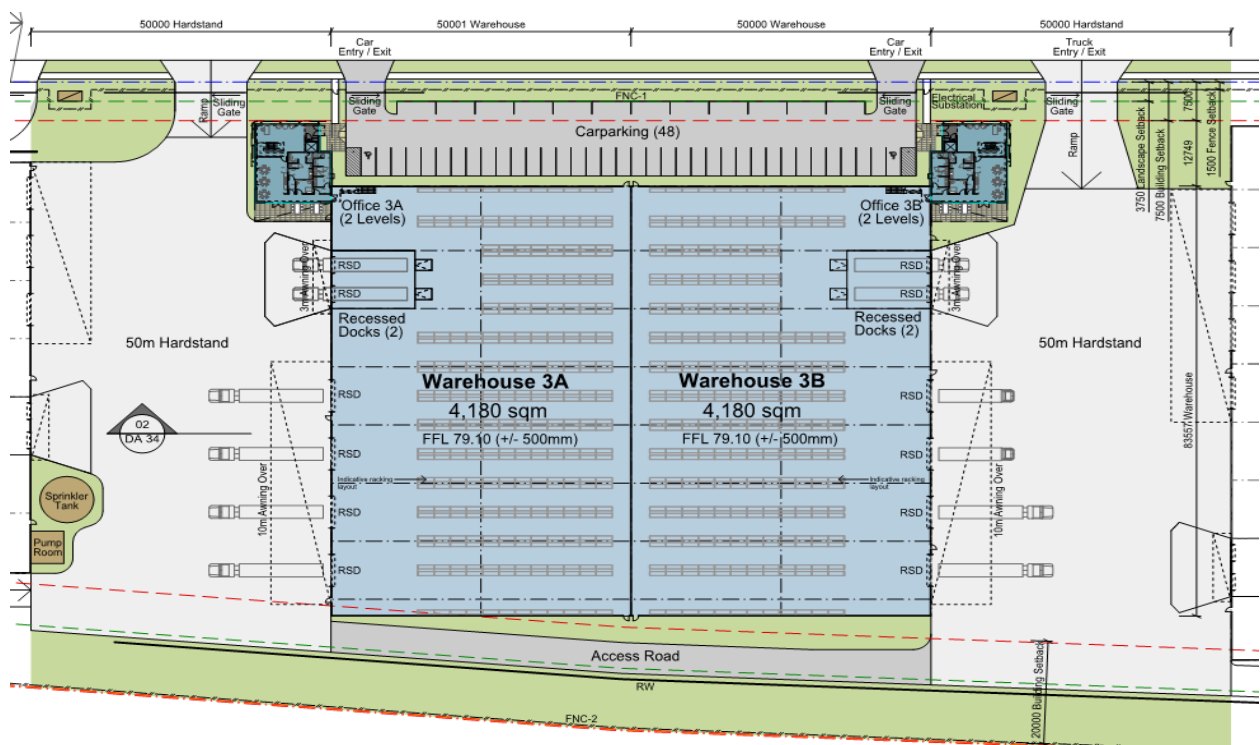 50000 Hardstand
50001 Warehouse
50000 Warehouse
50000 Hardstand
Car
Entry / Exit
Car
Entry / Exit
Truck
Entry / Exit
Ramp
Sliding
Gate
Sliding
Gate
FNC-1
Sliding
Gate
Electrical
Substation
Sliding
Gate
Ramp
Carparking (48)
3750 Landscape Setback
7500 Building Setback
7500
12749
1500 Fence Setback
Office 3A
(2 Levels)
Office 3B
(2 Levels)
3m Awning Over
RSD
RSD
RSD
RSD
3m Awning Over
Recessed
Docks (2)
Recessed
Docks (2)
50m Hardstand
50m Hardstand
Warehouse 3A
4,180 sqm
FFL 79.10 (+/- 500mm)
Warehouse 3B
4,180 sqm
FFL 79.10 (+/- 500mm)
83557 Warehouse
RSD
RSD
RSD
RSD
RSD
RSD
RSD
RSD
02
DA 34
10m Awning Over
10m Awning Over
Indicative racking
layout
Indicative racking
layout
Sprinkler
Tank
Pump
Room
Access Road
RW
FNC-2
20000 Building Setback